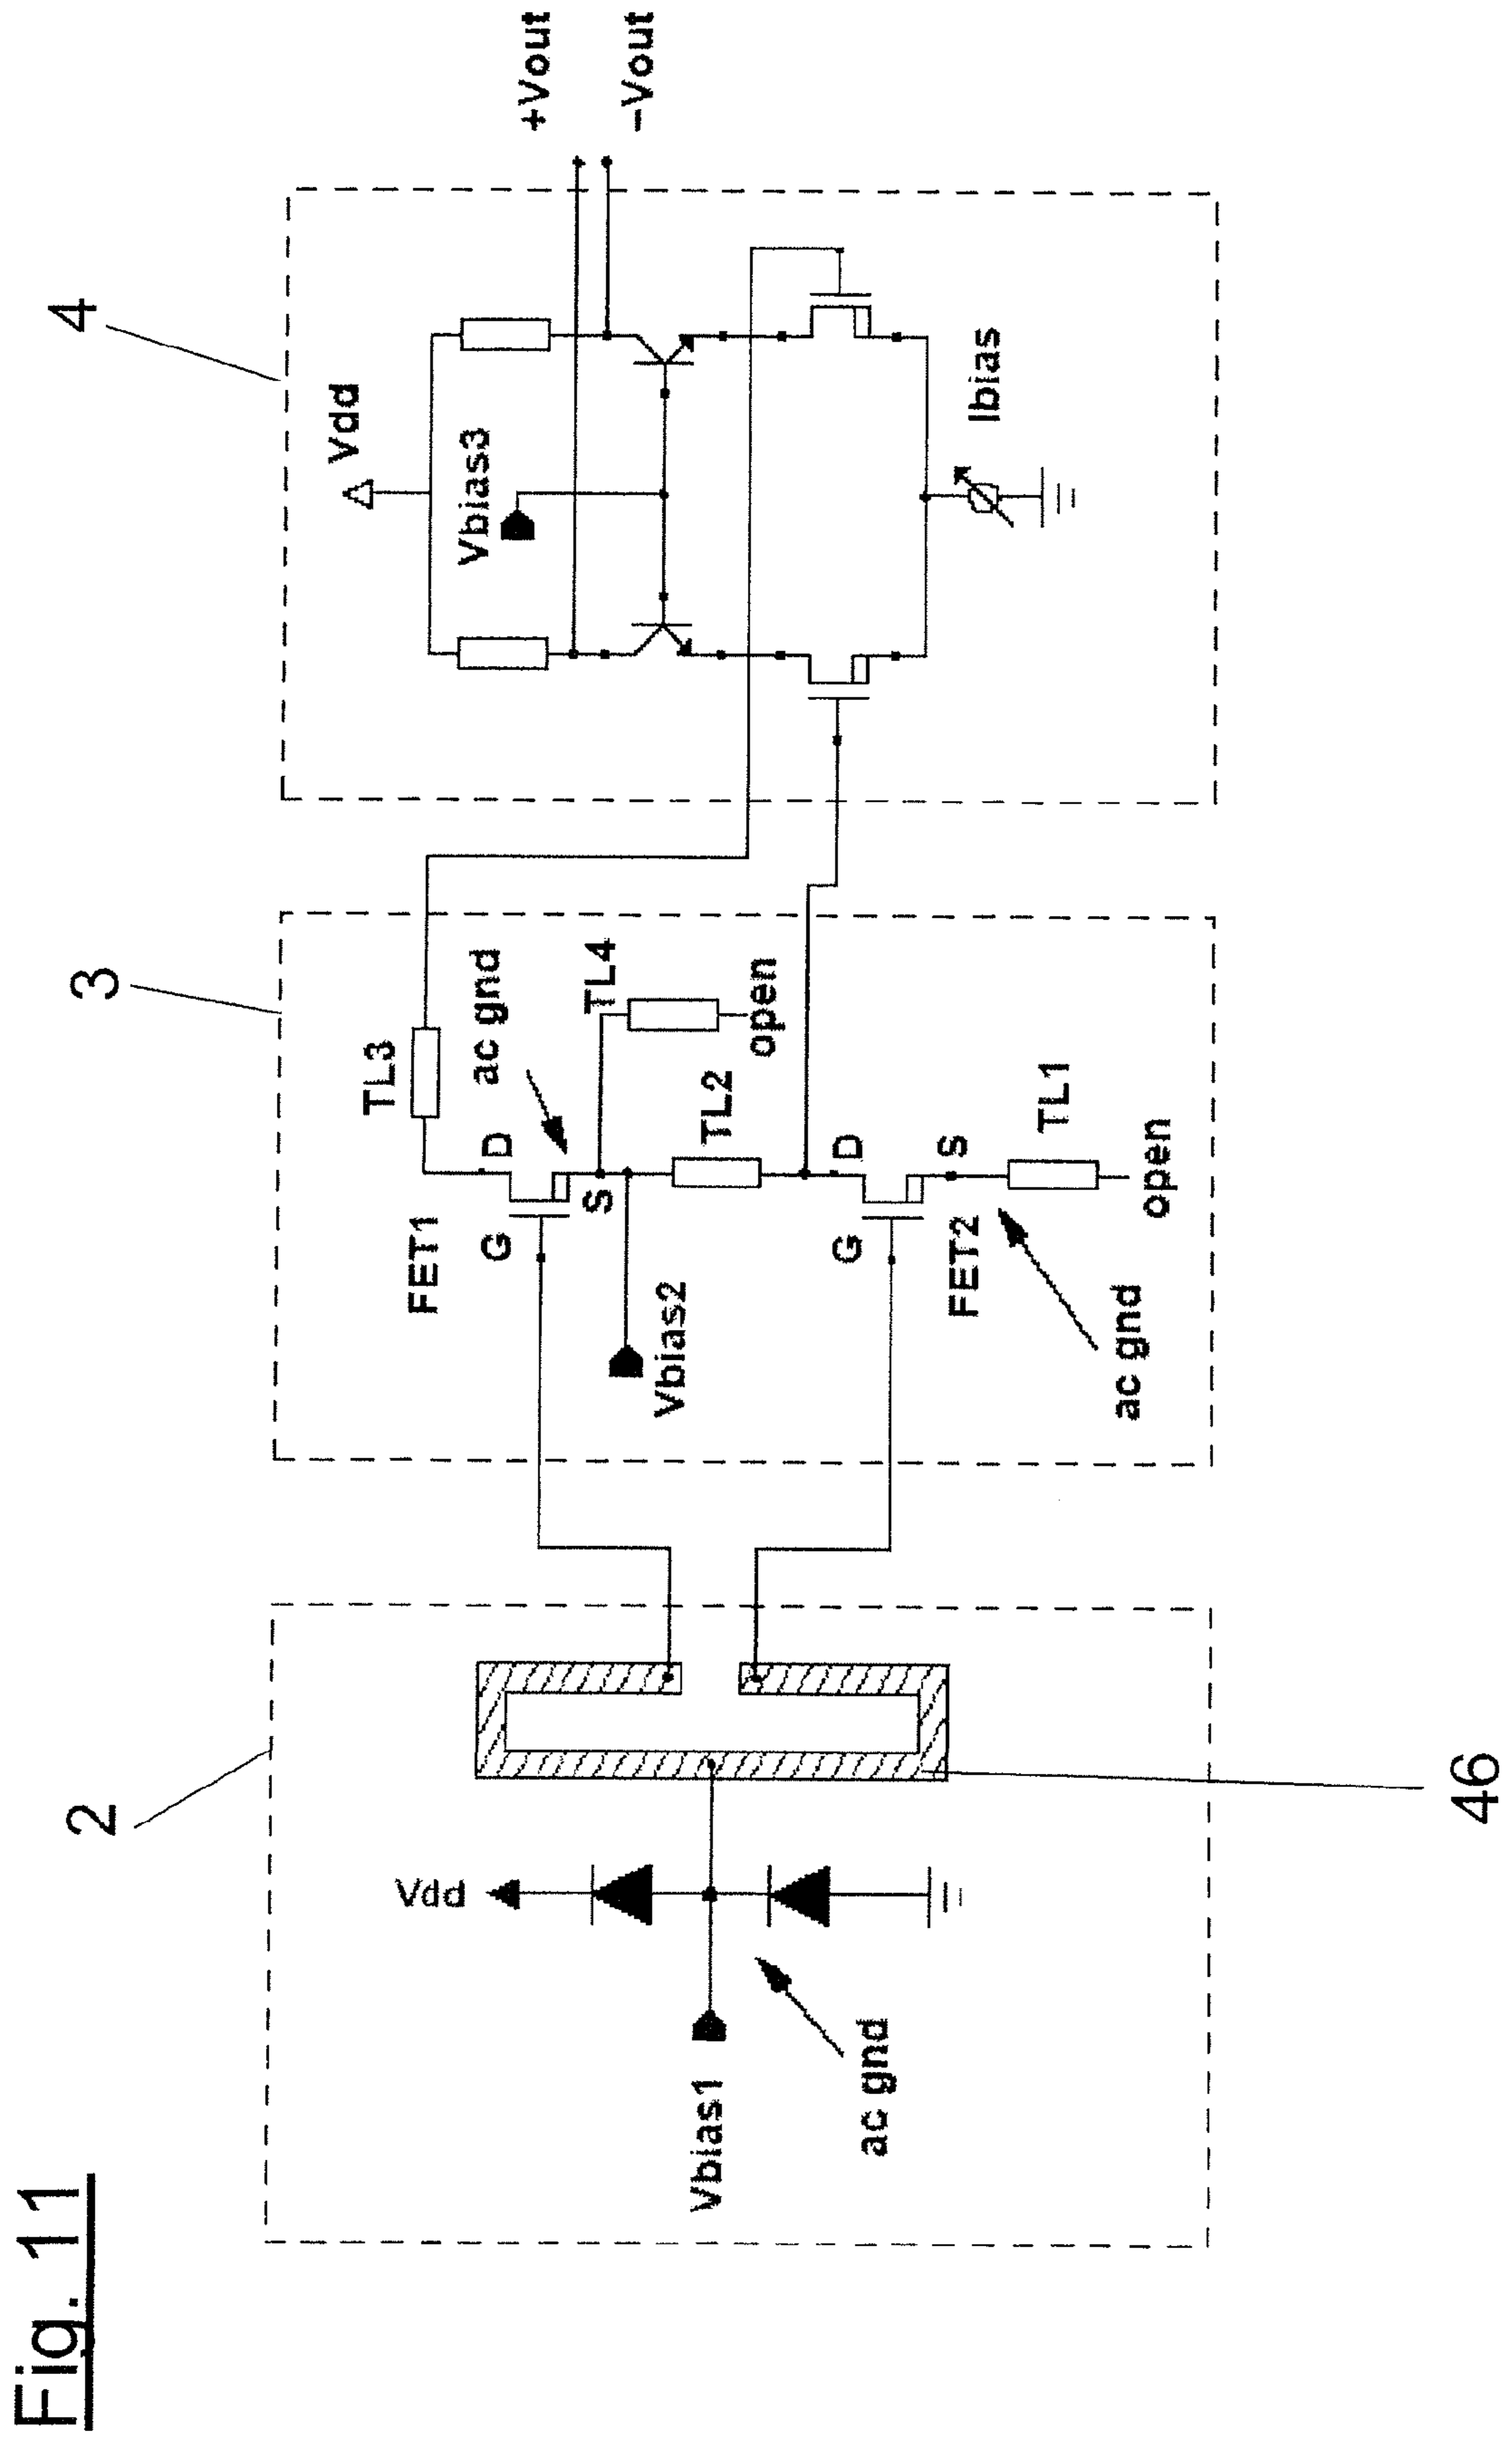 Fig. 11
2
3
4
Vdd
Vbias1
ac gnd
46
FET1
G
D
S
TL3
ac gnd
TL4
open
Vbias2
TL2
G
D
S
FET2
TL1
open
ac gnd
Vdd
Vbias3
Ibias
+Vout
−Vout